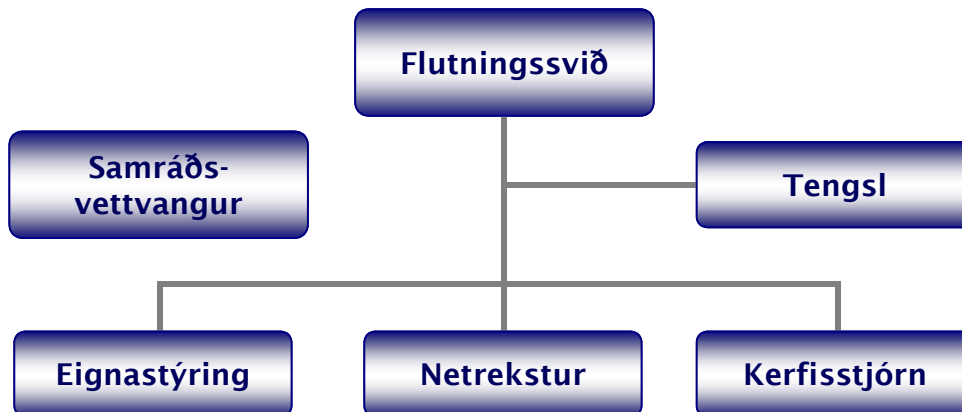 Flutningssvið
Samráðs-
vettvangur
Tengsl
Eignastýring
Netrekstur
Kerfisstjórn